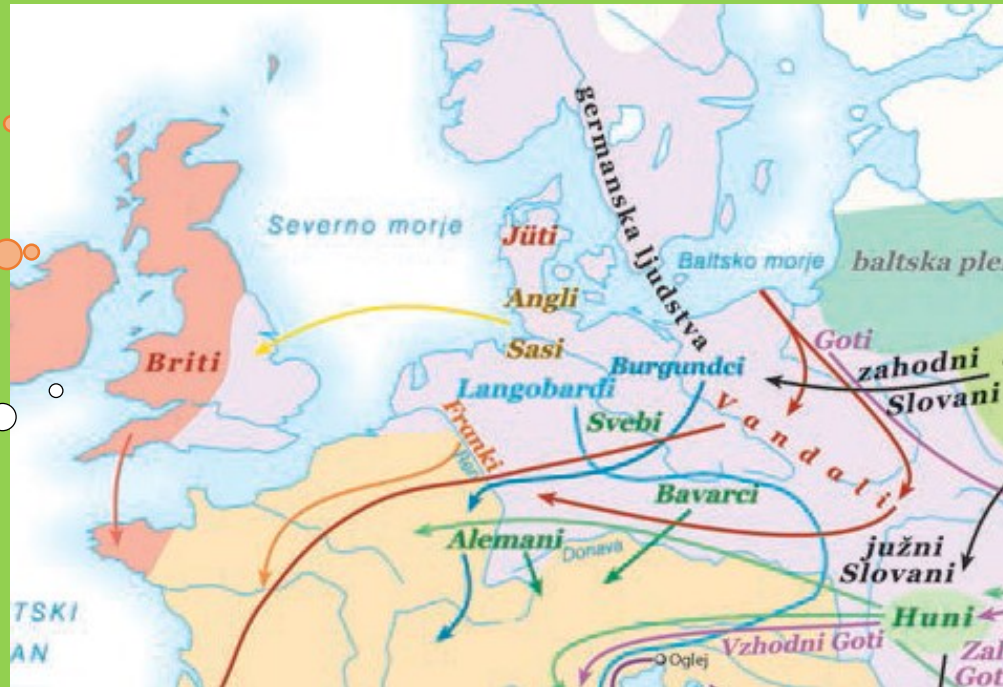 germanska ljudstva
Severno morje
Jüti
Baltsko morje
baltska ple
Angli
Sasi
Goti
Briti
zahodni
Slovani
Burgundci
Langobardi
Vandali
Franki
Svebi
Bavarci
Alemani
Donava
južni
Slovani
TSKI
AN
Huni
Vzhodni Goti
Oglej
Zal
Got